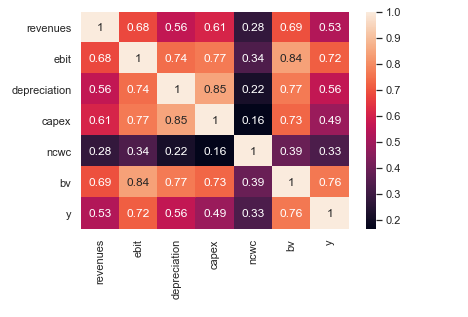 revenues 1 0.68 0.56 0.61 0.28 0.69 0.53
ebit 0.68 1 0.74 0.77 0.34 0.84 0.72
depreciation 0.56 0.74 1 0.85 0.22 0.77 0.56
capex 0.61 0.77 0.85 1 0.16 0.73 0.49
ncwc 0.28 0.34 0.22 0.16 1 0.39 0.33
bv 0.69 0.84 0.77 0.73 0.39 1 0.76
y 0.53 0.72 0.56 0.49 0.33 0.76 1
revenues ebit depreciation capex ncwc bv y
1.0
0.9
0.8
0.7
0.6
0.5
0.4
0.3
0.2